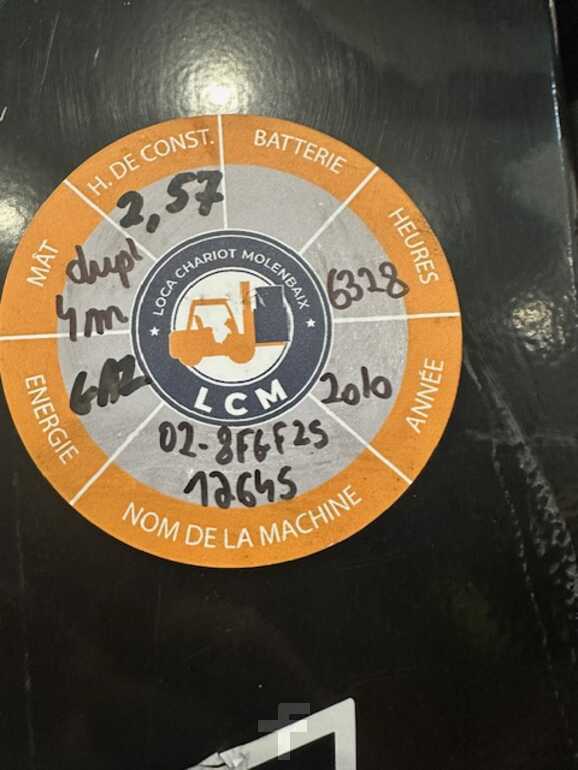 H. DE CONST.
2,57
BATTERIE
HEURES
6328
ANNÉE
2010
NOM DE LA MACHINE
02-8FGF25
12645
ENERGIE
GAZ
MÂT
dupl
4m
LOCA CHARIOT MOLENBAIX
LCM